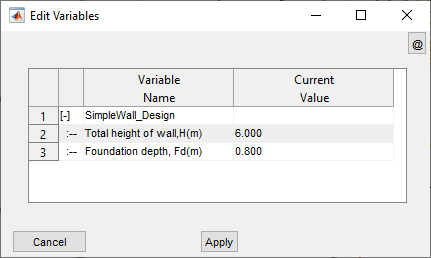 Edit Variables
@
Variable Name Current Value
1 [-] SimpleWall_Design
2 :-- Total height of wall,H(m) 6.000
3 :-- Foundation depth, Fd(m) 0.800
Cancel Apply